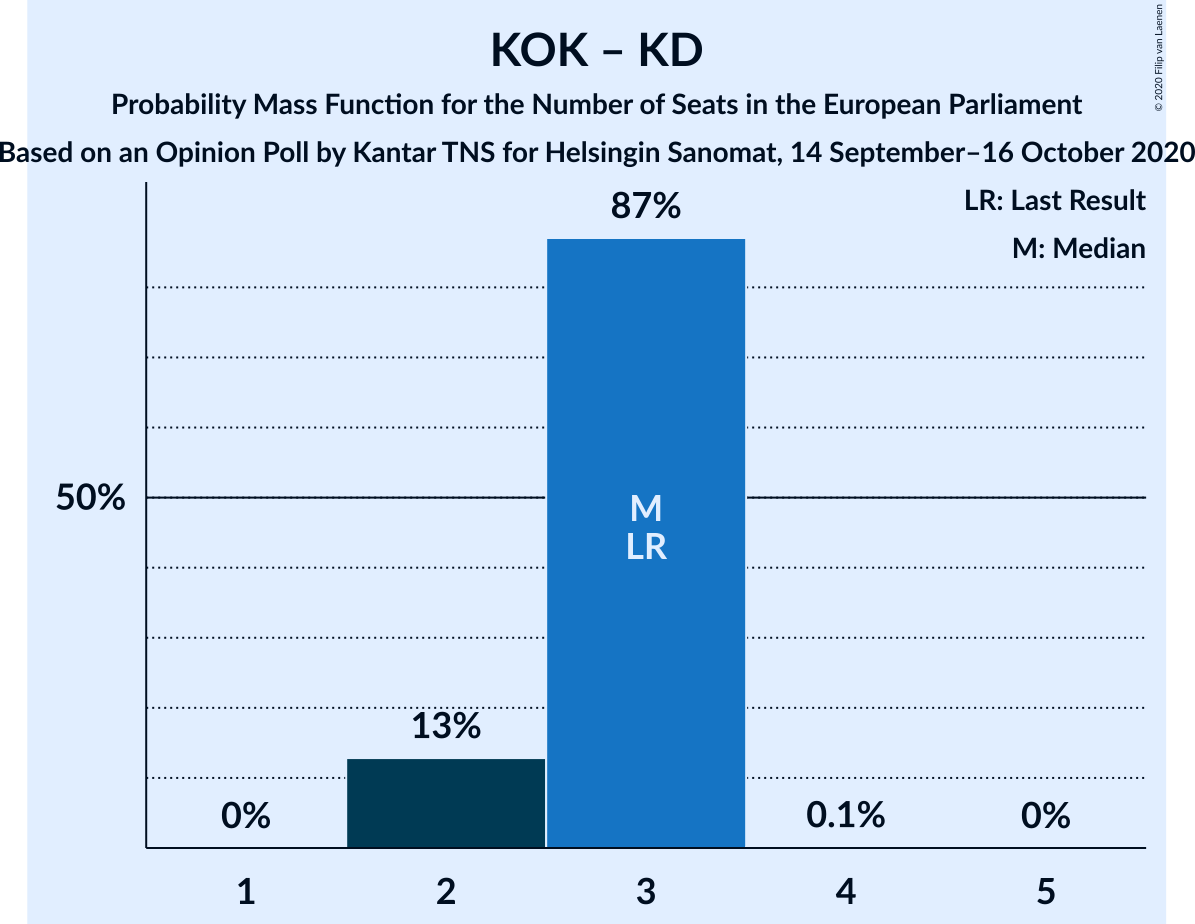 KOK – KD
Probability Mass Function for the Number of Seats in the European Parliament
Based on an Opinion Poll by Kantar TNS for Helsingin Sanomat, 14 September–16 October 2020
© 2020 Filip van Laenen
LR: Last Result
M: Median
87%
50%
M
LR
13%
0%
0.1%
0%
1
2
3
4
5